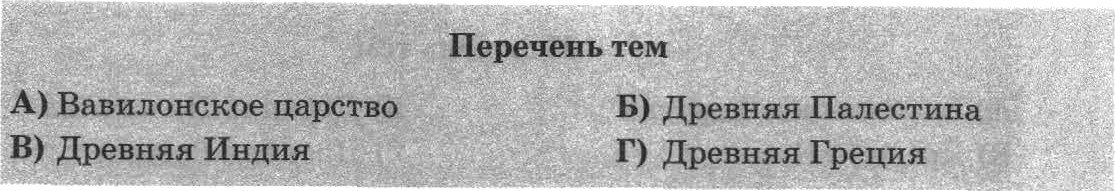 Перечень тем
А) Вавилонское царство Б) Древняя Палестина
В) Древняя Индия Г) Древняя Греция